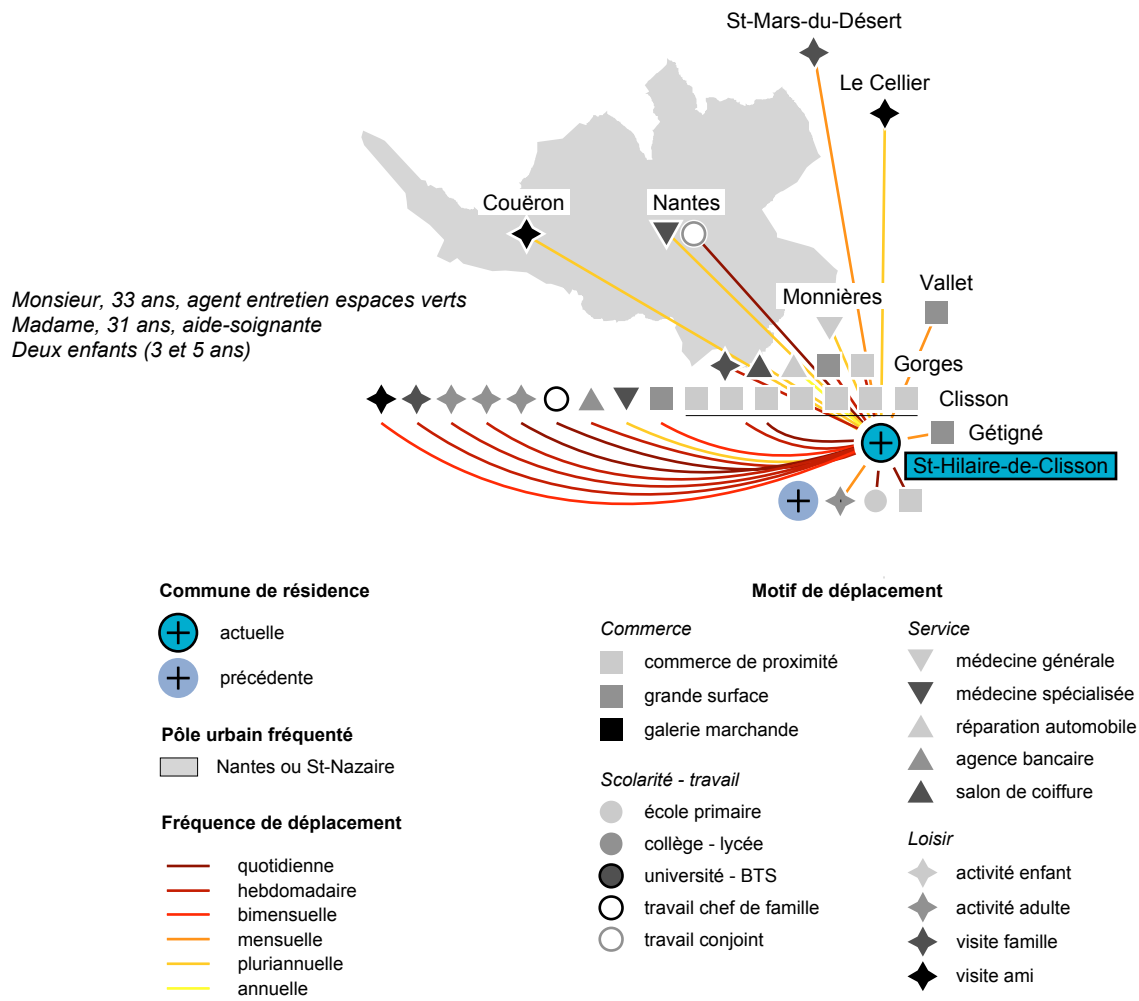 St-Mars-du-Désert
Le Cellier
Couëron
Nantes
Vallet
Monnières
Monsieur, 33 ans, agent entretien espaces verts
Madame, 31 ans, aide-soignante
Deux enfants (3 et 5 ans)
Gorges
Clisson
Gétigné
St-Hilaire-de-Clisson
Commune de résidence
actuelle
précédente
Pôle urbain fréquenté
Nantes ou St-Nazaire
Fréquence de déplacement
quotidienne
hebdomadaire
bimensuelle
mensuelle
pluriannuelle
annuelle
Motif de déplacement
Commerce
commerce de proximité
grande surface
galerie marchande
Scolarité - travail
école primaire
collège - lycée
université - BTS
travail chef de famille
travail conjoint
Service
médecine générale
médecine spécialisée
réparation automobile
agence bancaire
salon de coiffure
Loisir
activité enfant
activité adulte
visite famille
visite ami